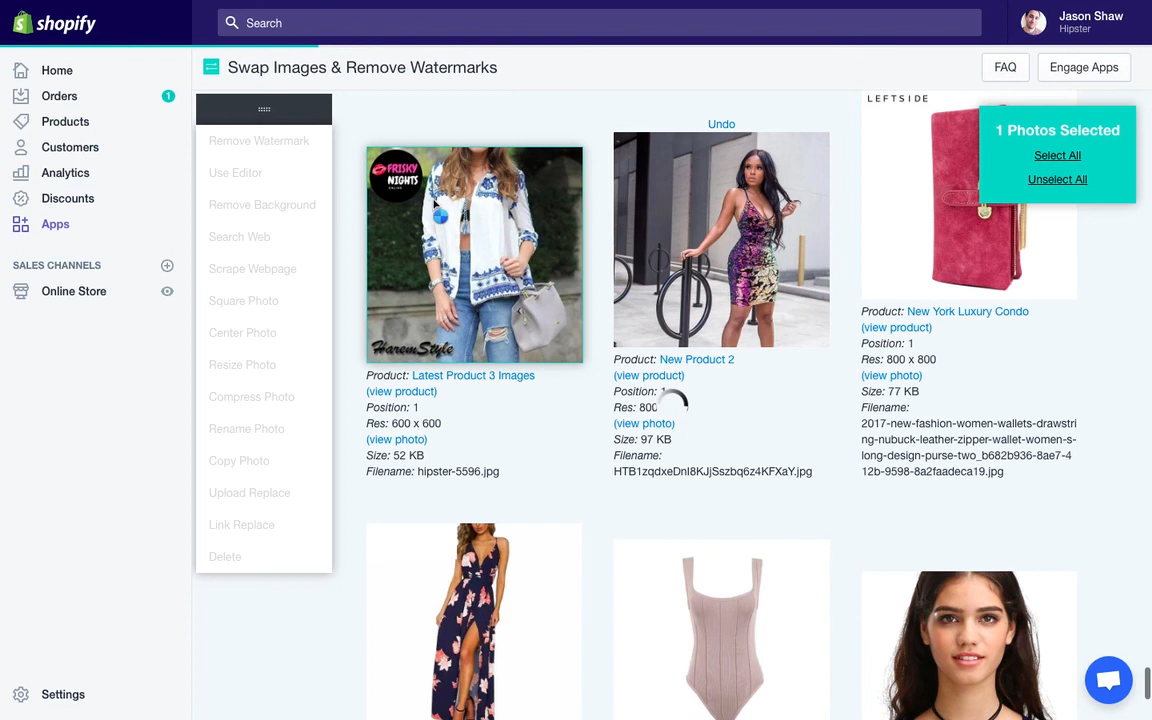 shopify
Search
Jason Shaw
Hipster
Home
Orders
1
Products
Customers
Analytics
Discounts
Apps
SALES CHANNELS
Online Store
Settings
Swap Images & Remove Watermarks
FAQ
Engage Apps
Remove Watermark
Use Editor
Remove Background
Search Web
Scrape Webpage
Square Photo
Center Photo
Resize Photo
Compress Photo
Rename Photo
Copy Photo
Upload Replace
Link Replace
Delete
FRISKY
NIGHTS
ONLINE
HaremStyle
Product: Latest Product 3 Images
(view product)
Position: 1
Res: 600 x 600
(view photo)
Size: 52 KB
Filename: hipster-5596.jpg
Undo
Product: New Product 2
(view product)
Position: 1
Res: 800
(view photo)
Size: 97 KB
Filename:
HTB1zqdxeDnI8KJjSszbq6z4KFXaY.jpg
LEFTSIDE
1 Photos Selected
Select All
Unselect All
Product: New York Luxury Condo
(view product)
Position: 1
Res: 800 x 800
(view photo)
Size: 77 KB
Filename:
2017-new-fashion-women-wallets-drawstri
ng-nubuck-leather-zipper-wallet-women-s-
long-design-purse-two_b682b936-8ae7-4
12b-9598-8a2faadeca19.jpg